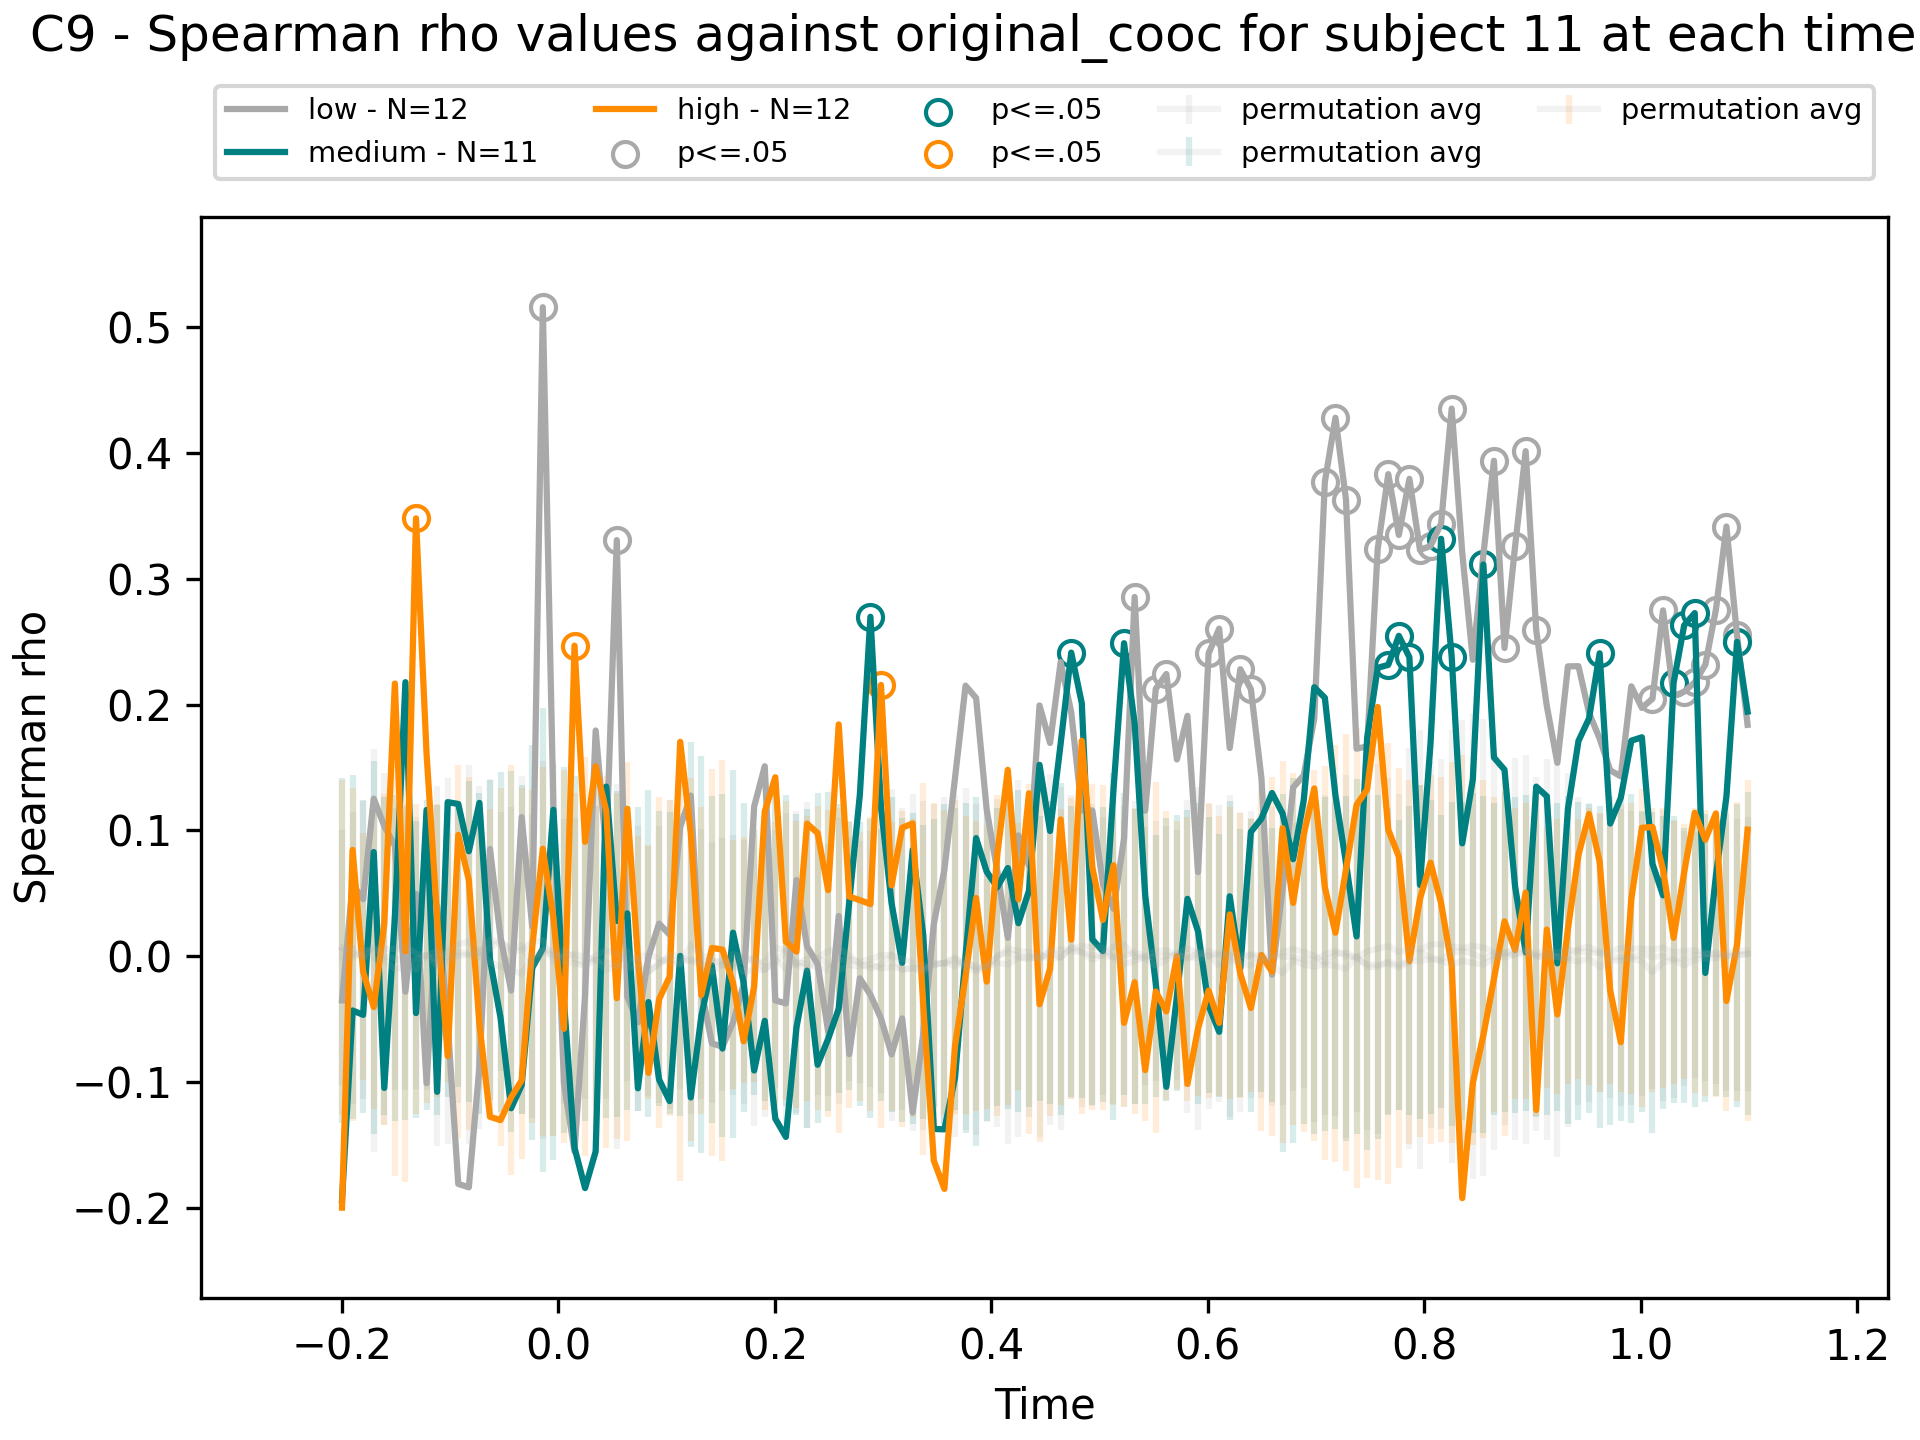 C9 - Spearman rho values against original_cooc for subject 11 at each time
low - N=12
high - N=12
p<=.05
permutation avg
permutation avg
medium - N=11
p<=.05
p<=.05
permutation avg
Spearman rho
0.5
0.4
0.3
0.2
0.1
0.0
−0.1
−0.2
−0.2
0.0
0.2
0.4
0.6
0.8
1.0
1.2
Time